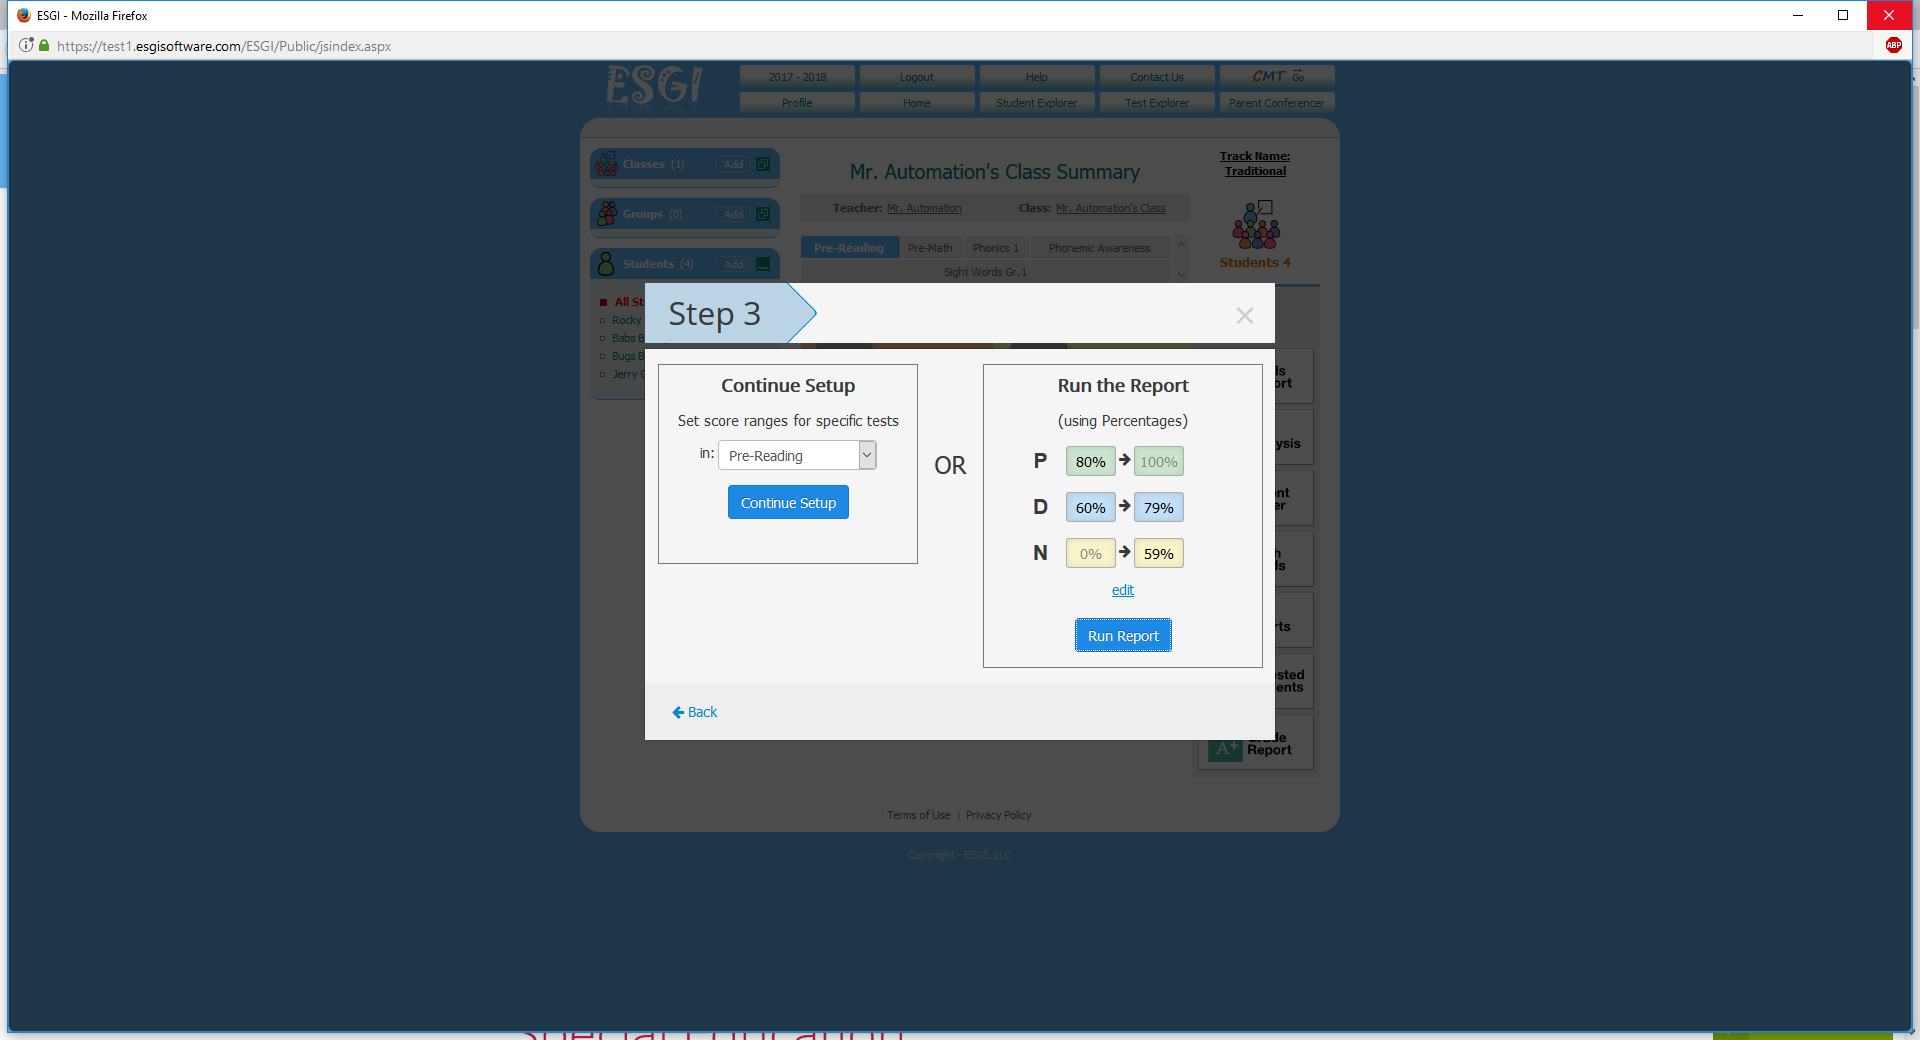 ESGI - Mozilla Firefox
https://test1.esgisoftware.com/ESGI/Public/jsindex.aspx
ABP
ESGI
2017 - 2018
Logout
Help
Contact Us
CMT Go
Profile
Home
Student Explorer
Test Explorer
Parent Conferencer
Classes (1) Add
Groups (0) Add
Students (4) Add
All St
Rocky
Babs B
Bugs B
Jerry
Mr. Automation's Class Summary
Teacher: Mr. Automation Class: Mr. Automation's Class
Pre-Reading Pre-Math Phonics 1 Phonemic Awareness
Sight Words Gr.1
Track Name:
Traditional
Students 4
Step 3
Continue Setup
Set score ranges for specific tests
in: Pre-Reading
Continue Setup
OR
Run the Report
(using Percentages)
P 80% 100%
D 60% 79%
N 0% 59%
edit
Run Report
Back
ls
ort
ysis
nt
er
h
ds
rts
sted
ents
A+
Grade
Report
Terms of Use | Privacy Policy
Copyright - ESGI, LLC